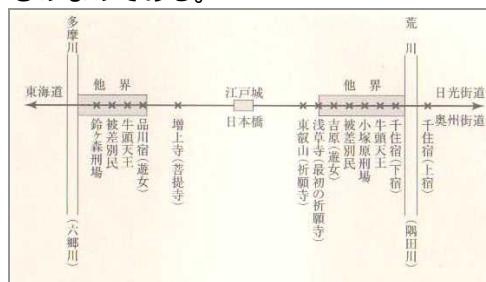 のものである。
多摩川
荒川
他界
江戸城
他界
東海道
日光街道
日本橋
奥州街道
鈴ヶ森刑場
被差別民
牛頭天王
品川宿(遊女)
増上寺(菩提寺)
東叡山(祈願寺)
浅草寺(最初の祈願寺)
吉原(遊女)
被差別民
小塚原刑場
牛頭天王
千住宿(下宿)
千住宿(上宿)
(六郷川)
(隅田川)